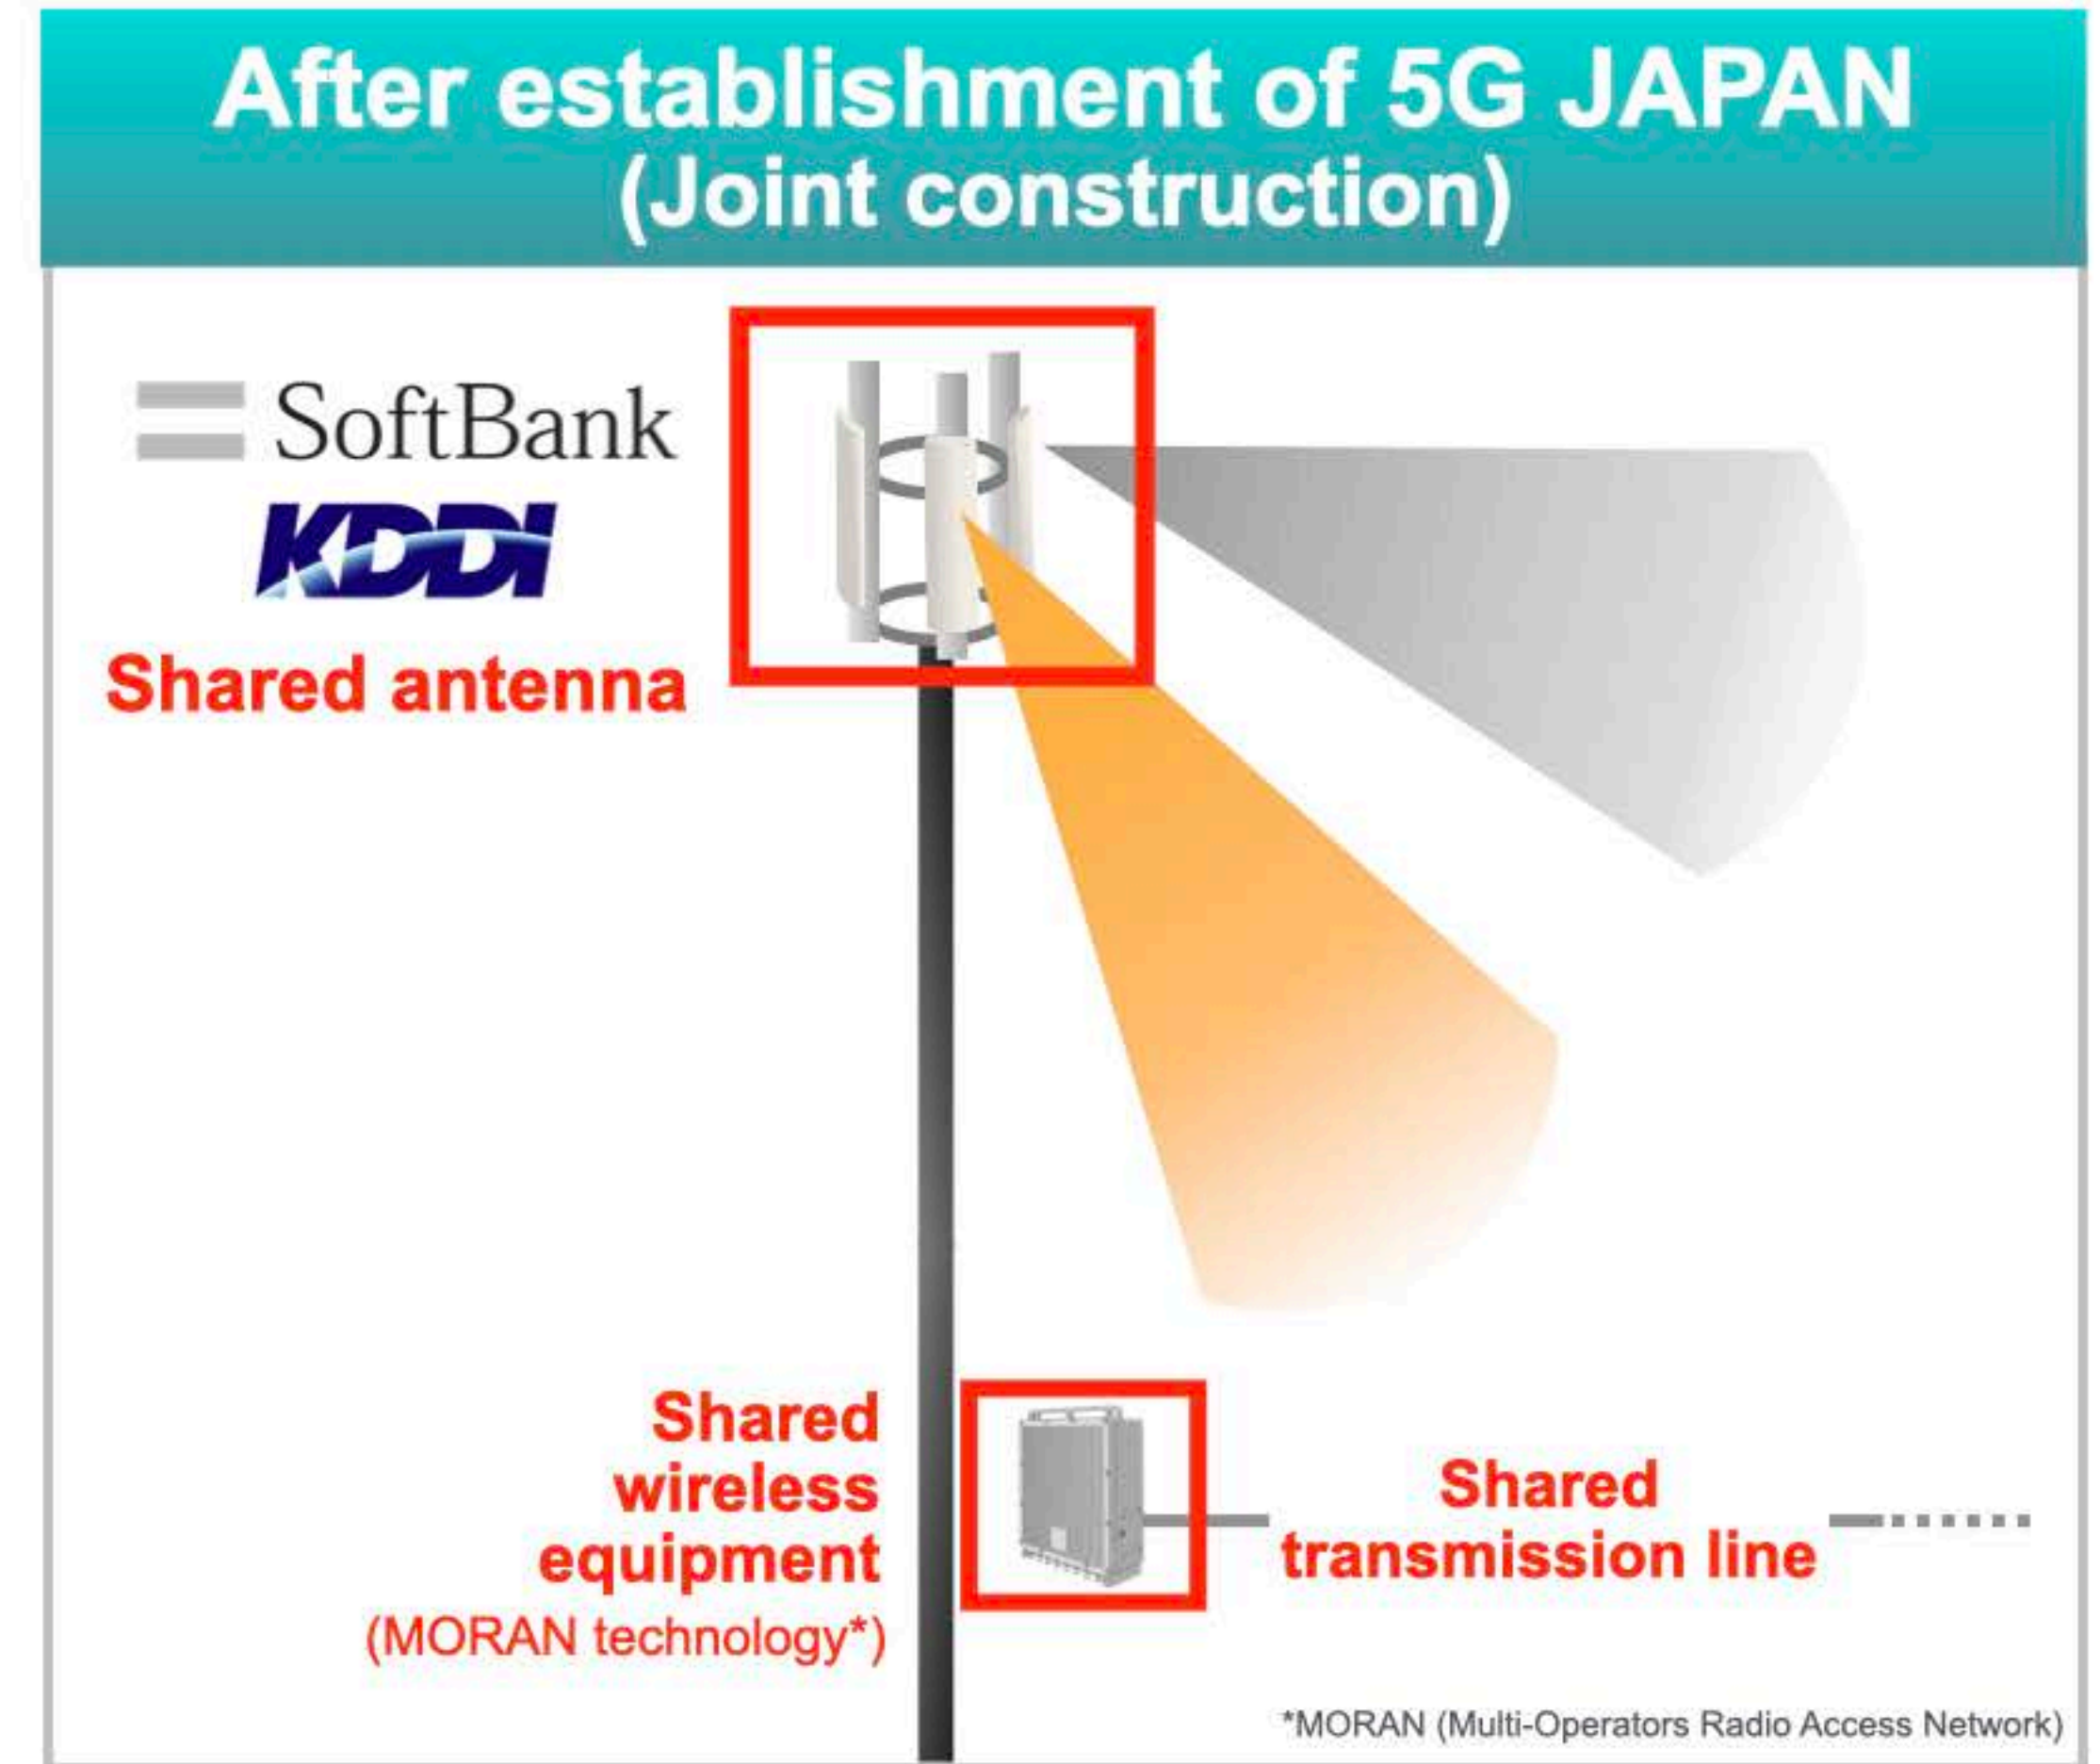 After establishment of 5G JAPAN
(Joint construction)
SoftBank
KDDI
Shared antenna
Shared
wireless
equipment
(MORAN technology*)
Shared
transmission line
*MORAN (Multi-Operators Radio Access Network)